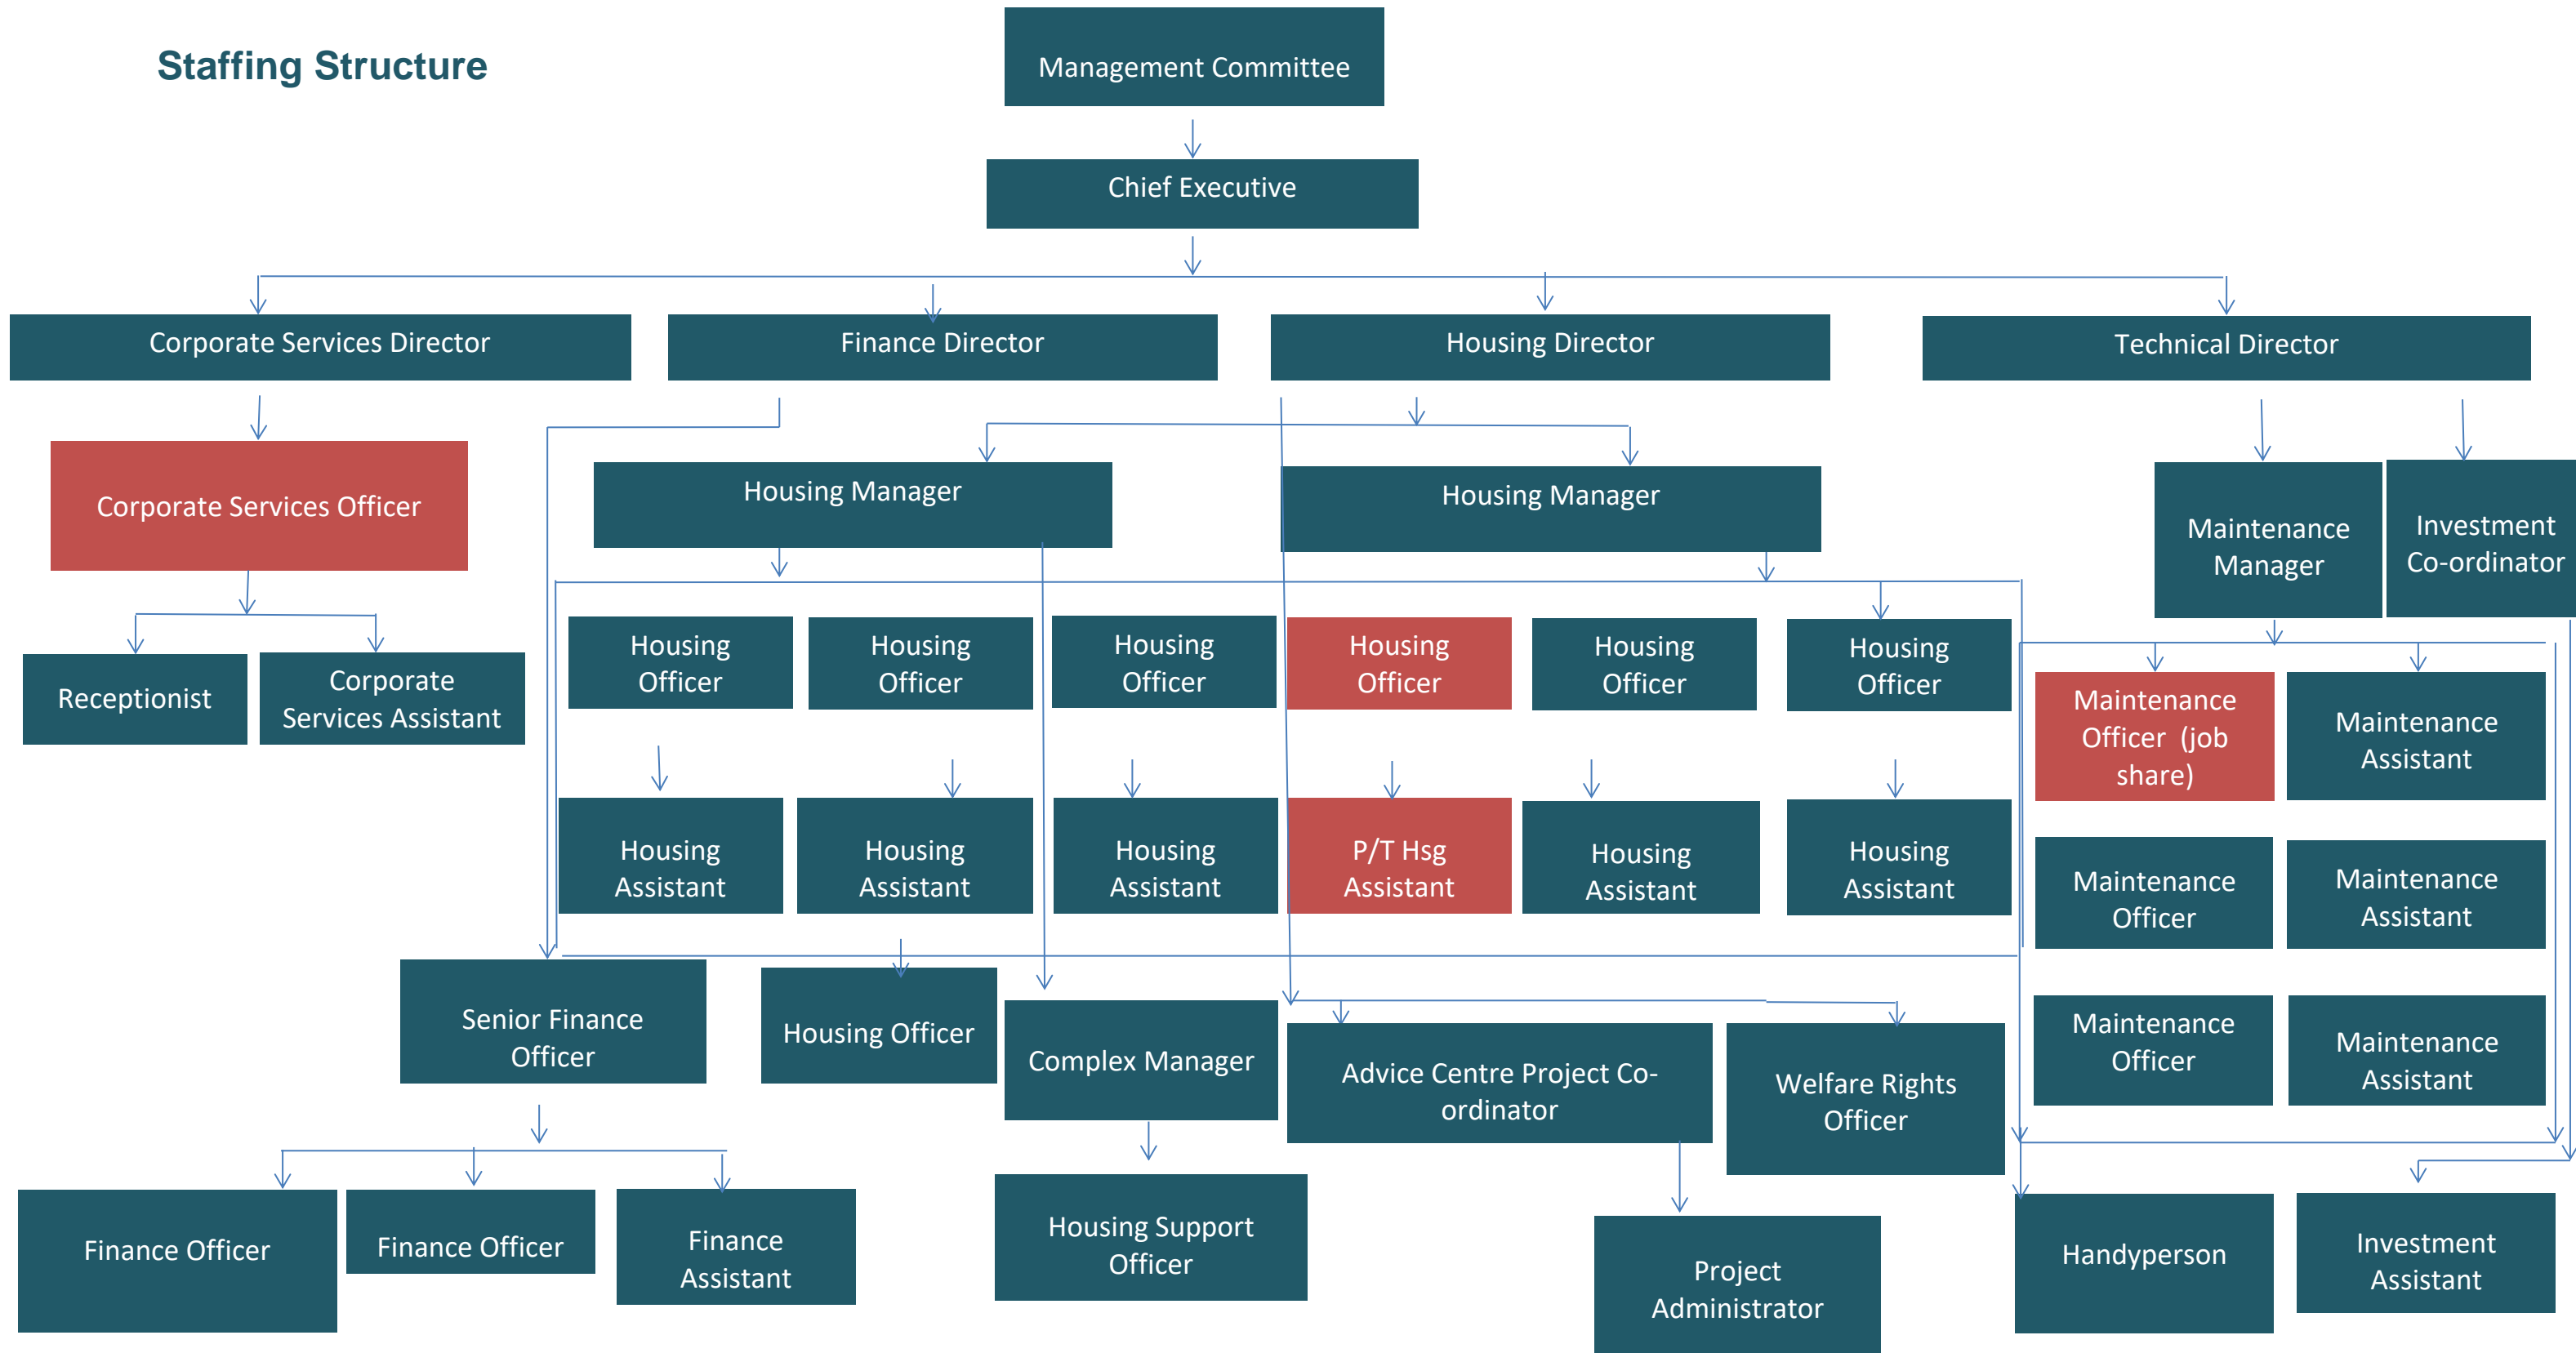 Staffing Structure
Management Committee
Chief Executive
Corporate Services Director
Finance Director
Housing Director
Technical Director
Corporate Services Officer
Housing Manager
Housing Manager
Maintenance
Manager
Investment
Co-ordinator
Receptionist
Corporate
Services Assistant
Housing
Officer
Housing
Officer
Housing
Officer
Housing
Officer
Housing
Officer
Housing
Officer
Maintenance
Officer (job
share)
Maintenance
Assistant
Housing
Assistant
Housing
Assistant
Housing
Assistant
P/T Hsg
Assistant
Housing
Assistant
Housing
Assistant
Maintenance
Officer
Maintenance
Assistant
Senior Finance
Officer
Housing Officer
Complex Manager
Advice Centre Project Co-
ordinator
Welfare Rights
Officer
Maintenance
Officer
Maintenance
Assistant
Finance Officer
Finance Officer
Finance
Assistant
Housing Support
Officer
Project
Administrator
Handyperson
Investment
Assistant